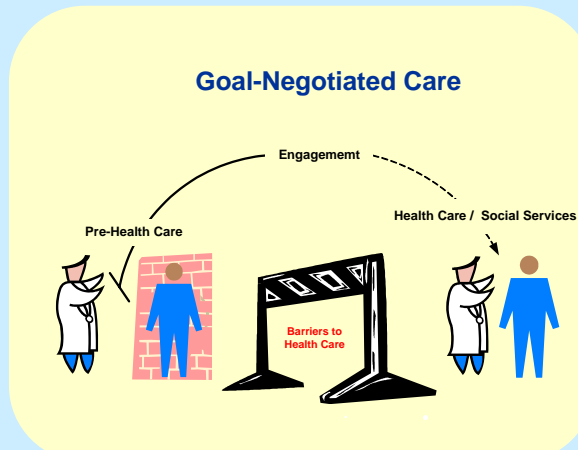 Goal-Negotiated Care
Engagememt
Health Care / Social Services
Pre-Health Care
Barriers to
Health Care